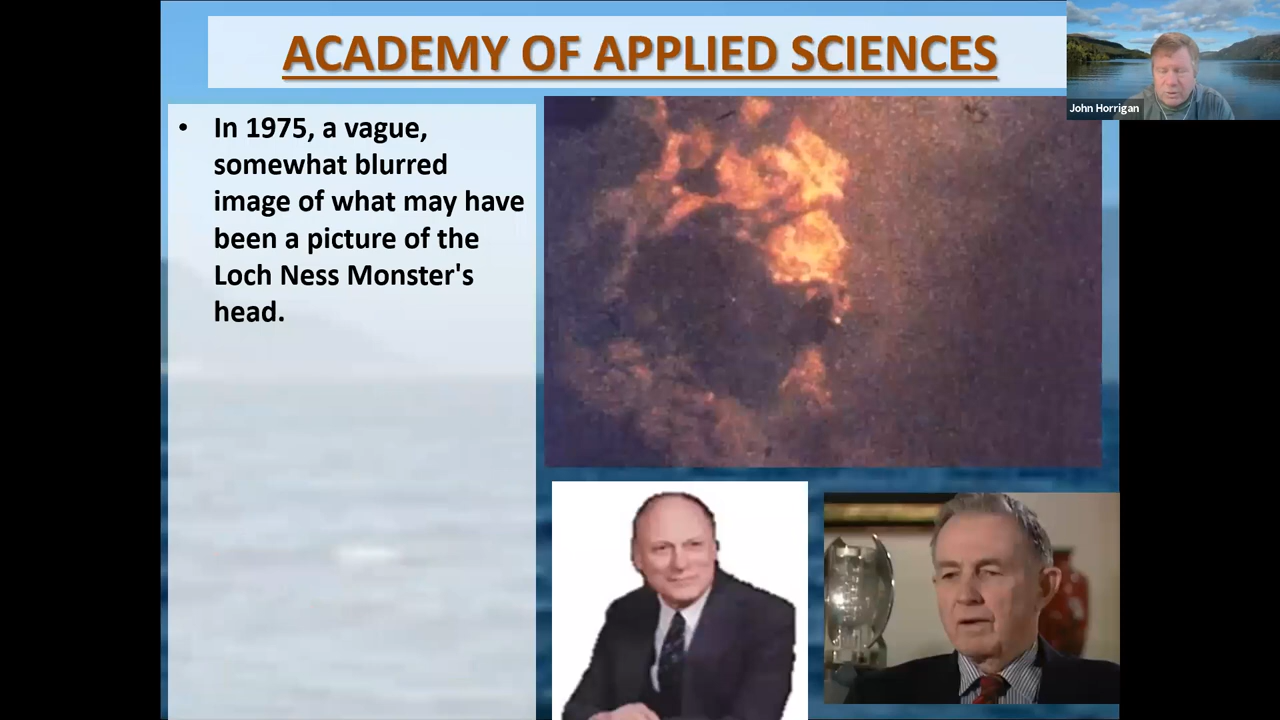 ACADEMY OF APPLIED SCIENCES
John Horrigan
• In 1975, a vague,
somewhat blurred
image of what may have
been a picture of the
Loch Ness Monster's
head.